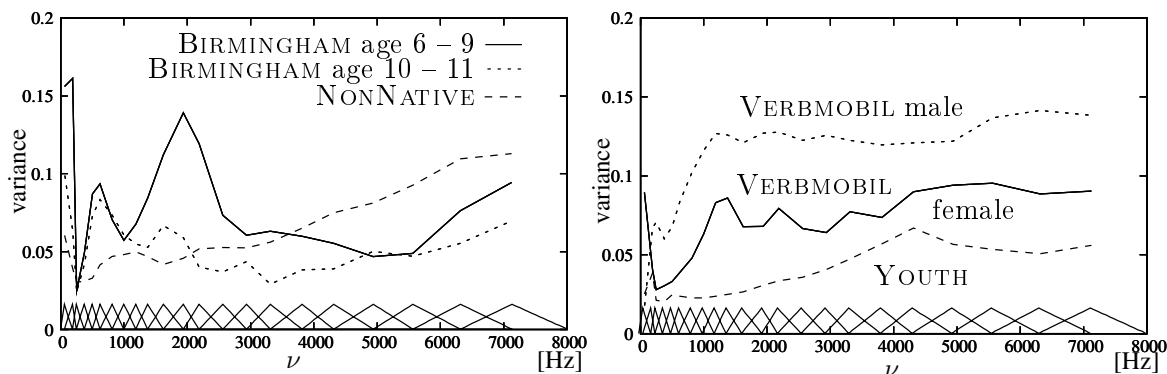 0.2
BIRMINGHAM age 6 – 9
BIRMINGHAM age 10 – 11
NONNATIVE
0.15
0.1
0.05
0
variance
0 1000 2000 3000 4000 5000 6000 7000 8000
ν
[Hz]
0.2
0.15
0.1
0.05
0
variance
VERBMOBIL male
VERBMOBIL
female
YOUTH
0 1000 2000 3000 4000 5000 6000 7000 8000
ν
[Hz]